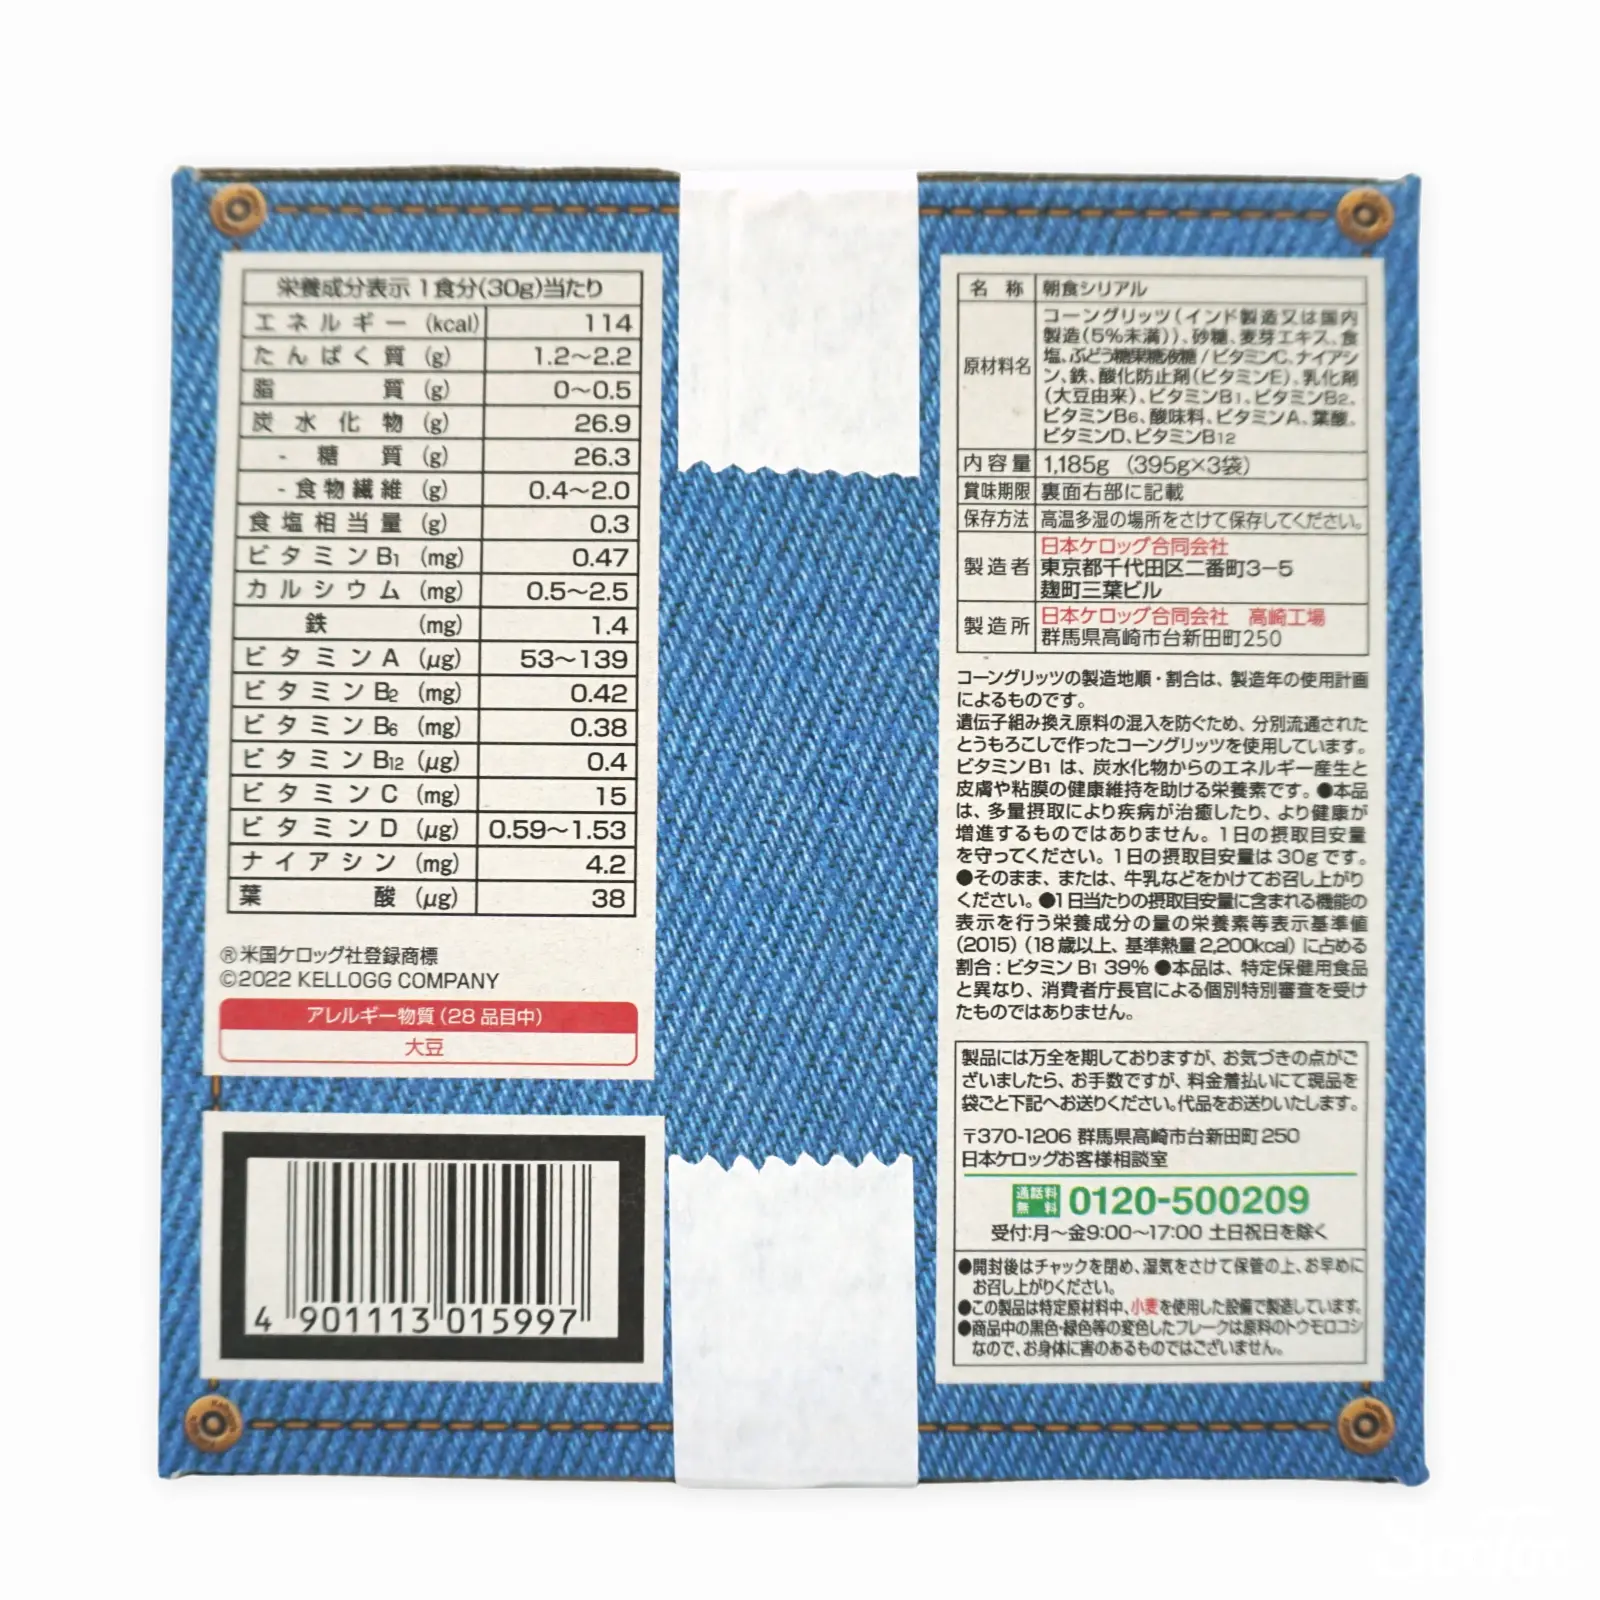 栄養成分表示 1食分(30g)当たり
エネルギー (kcal) 114
たんぱく質 (g) 1.2〜2.2
脂質 (g) 0〜0.5
炭水化物 (g) 26.9
- 糖質 (g) 26.3
- 食物繊維 (g) 0.4〜2.0
食塩相当量 (g) 0.3
ビタミンB1 (mg) 0.47
カルシウム (mg) 0.5〜2.5
鉄 (mg) 1.4
ビタミンA (μg) 53〜139
ビタミンB2 (mg) 0.42
ビタミンB6 (mg) 0.38
ビタミンB12 (μg) 0.4
ビタミンC (mg) 15
ビタミンD (μg) 0.59〜1.53
ナイアシン (mg) 4.2
葉酸 (μg) 38
®米国ケロッグ社登録商標
©2022 KELLOGG COMPANY
アレルギー物質(28品目中)
大豆
4 901113 015997
名称 朝食シリアル
原材料名
コーングリッツ(インド製造又は国内
製造(5%未満))、砂糖、麦芽エキス、食
塩、ぶどう糖果糖液糖/ビタミンC、ナイアシ
ン、鉄、酸化防止剤(ビタミンE)、乳化剤
(大豆由来)、ビタミンB1、ビタミンB2、
ビタミンB6、酸味料、ビタミンA、葉酸、
ビタミンD、ビタミンB12
内容量 1,185g (395g×3袋)
賞味期限 裏面右部に記載
保存方法 高温多湿の場所をさけて保存してください。
製造者
日本ケロッグ合同会社
東京都千代田区二番町3−5
麹町三葉ビル
製造所
日本ケロッグ合同会社 高崎工場
群馬県高崎市台新田町250
コーングリッツの製造地順・割合は、製造年の使用計画
によるものです。
遺伝子組み換え原料の混入を防ぐため、分別流通された
とうもろこしで作ったコーングリッツを使用しています。
ビタミンB1は、炭水化物からのエネルギー産生と
皮膚や粘膜の健康維持を助ける栄養素です。●本品
は、多量摂取により疾病が治癒したり、より健康が
増進するものではありません。1日の摂取目安量
を守ってください。1日の摂取目安量は30gです。
●そのまま、または、牛乳などをかけてお召し上がり
ください。●1日当たりの摂取目安量に含まれる機能の
表示を行う栄養成分の量の栄養素等表示基準値
(2015)(18歳以上、基準熱量2,200kcal)に占める
割合:ビタミンB1 39% ●本品は、特定保健用食品
と異なり、消費者庁長官による個別特別審査を受け
たものではありません。
製品には万全を期しておりますが、お気づきの点がご
ざいましたら、お手数ですが、料金着払いにて現品を
袋ごと下記へお送りください。代品をお送りいたします。
〒370-1206 群馬県高崎市台新田町250
日本ケロッグお客様相談室
通話料
無料
0120-500209
受付:月〜金9:00〜17:00 土日祝日を除く
●開封後はチャックを閉め、湿気をさけて保管の上、お早めに
お召し上がりください。
●この製品は特定原材料中、小麦を使用した設備で製造しています。
●商品中の黒色・緑色等の変色したフレークは原料のトウモロコシ
なので、お身体に害のあるものではございません。